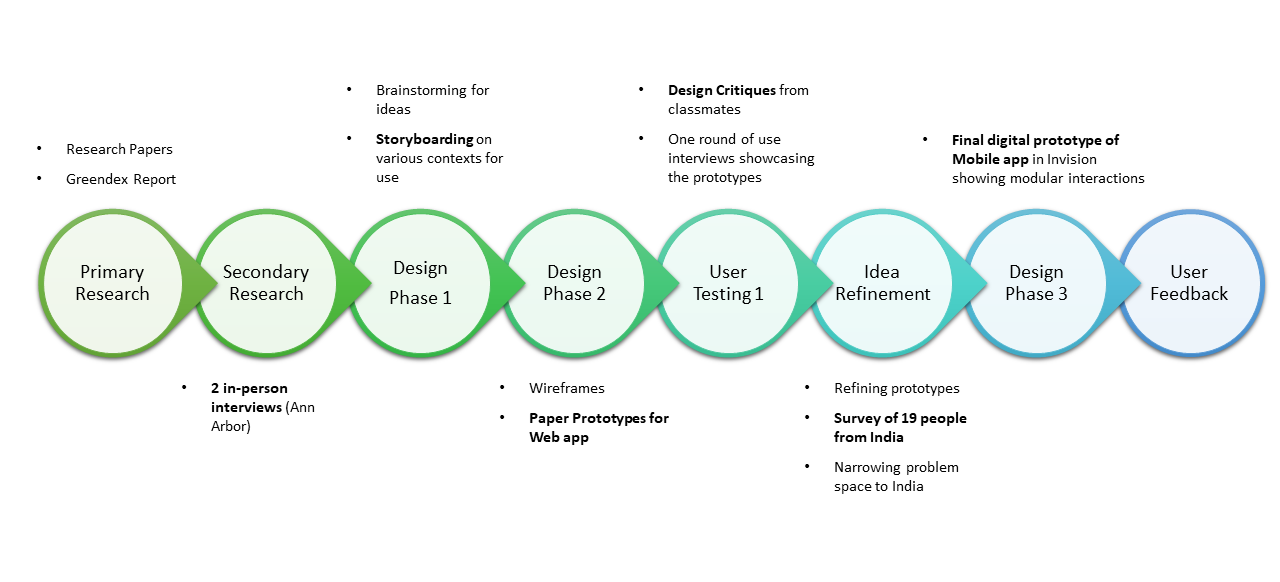 • Research Papers
• Greendex Report
Primary
Research
Secondary
Research
• 2 in-person
interviews (Ann
Arbor)
• Brainstorming for
ideas
• Storyboarding on
various contexts for
use
Design
Phase 1
Design
Phase 2
• Wireframes
• Paper Prototypes for
Web app
• Design Critiques from
classmates
• One round of use
interviews showcasing
the prototypes
User
Testing 1
Idea
Refinement
• Refining prototypes
• Survey of 19 people
from India
• Narrowing problem
space to India
• Final digital prototype of
Mobile app in Invision
showing modular interactions
Design
Phase 3
User
Feedback